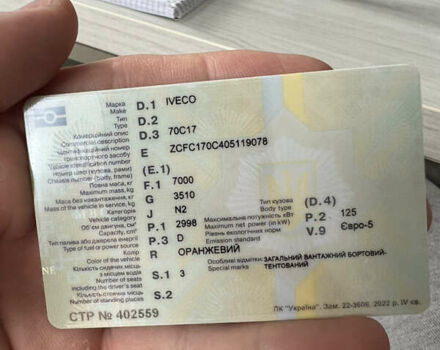 Марка D.1 IVECO
Make
Тип D.2
Type
Комерційний опис D.3 70C17
Commercial description
Ідентифікаційний номер E ZCFC170C405119078
транспортного засобу
Vehicle identification number
Номер шасі (кузова, рами) (E.1)
Chassis number (body, frame)
Повна маса, кг F.1 7000
Maximum mass, kg
Маса без навантаження, кг G 3510 Тип кузова (D.4)
Mass of the vehicle in service, kg Body type
Категорія J N2 Максимальна потужність кВт P.2 125
Vehicle category Maximum net power (in kW)
Об'єм двигуна, см³ P.1 2998 Рівень екологічних норм V.9 Євро-5
Capacity, cm³ Emission standard
Тип палива або джерела енергії P.3 D
Type of fuel or power source
Колір R ОРАНЖЕВИЙ
Color of the vehicle Особливі відмітки ЗАГАЛЬНИЙ ВАНТАЖНИЙ БОРТОВИЙ-
Кількість сидячих місць S.1 3 Special marks ТЕНТОВАНИЙ
з місцем водія
Number of seats
including the driver's seat
Кількість стоячих місць S.2
Number of standing places
СТР № 402559 ПК "Україна". Зам. 22-3606. 2022 р. IV кв.